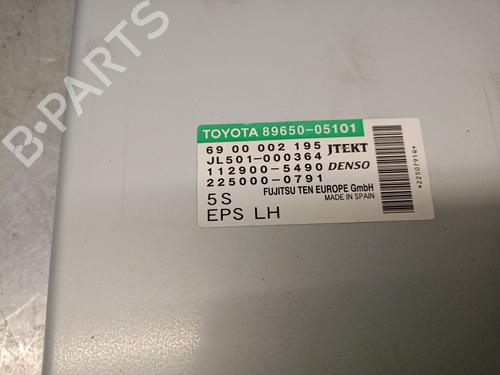 TOYOTA 89650-05101
69 00 002 195 JTEKT
JL501-000364
112900-5490 DENSO
225000-0791
FUJITSU TEN EUROPE GmbH
5S MADE IN SPAIN
EPS LH
*2250791B*
B-PARTS